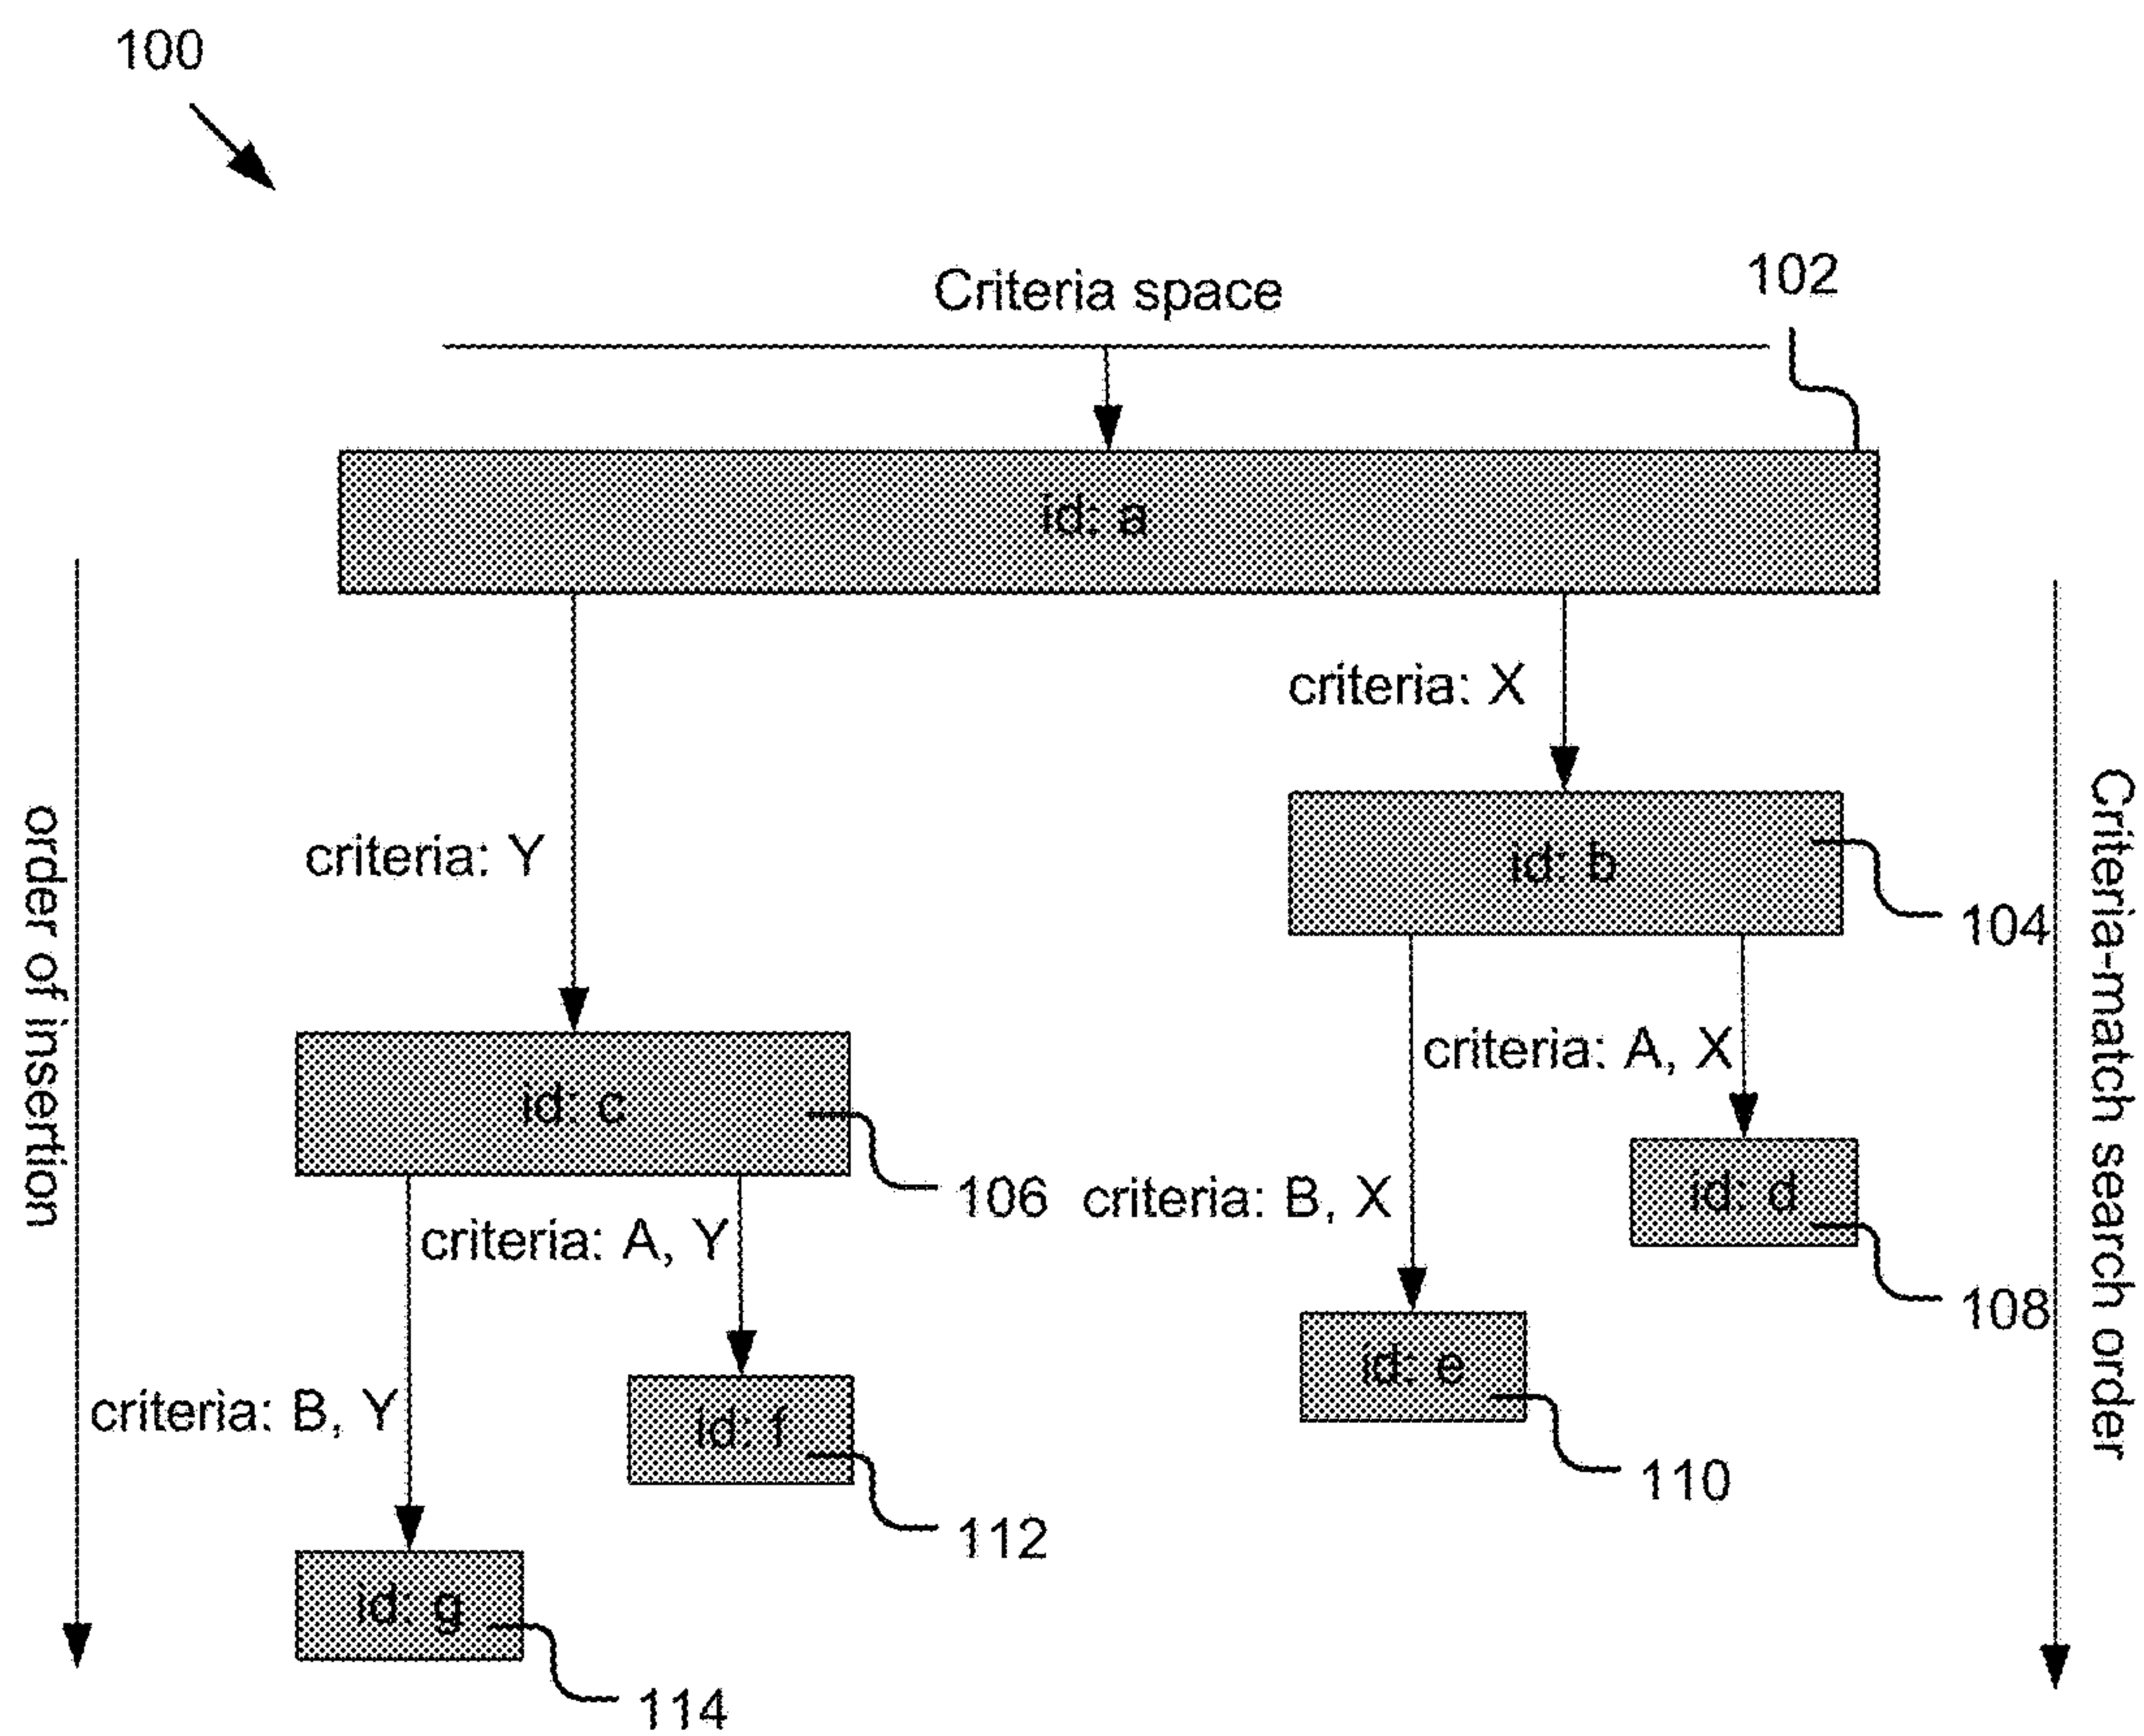 100
Criteria space
102
id: a
criteria: X
criteria: Y
id: b
104
order of insertion
Criteria-match search order
criteria: A, X
id: c
106
criteria: B, X
id: d
criteria: A, Y
108
id: e
criteria: B, Y
id: f
110
112
id: g
114